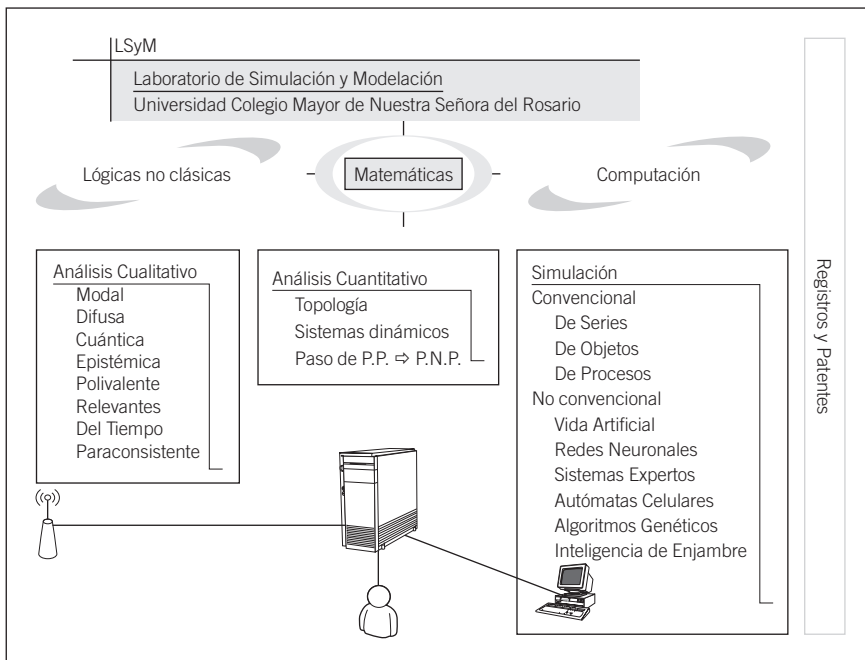 LSyM
Laboratorio de Simulación y Modelación
Universidad Colegio Mayor de Nuestra Señora del Rosario
Lógicas no clásicas
Matemáticas
Computación
Análisis Cualitativo
Modal
Difusa
Cuántica
Epistémica
Polivalente
Relevantes
Del Tiempo
Paraconsistente
Análisis Cuantitativo
Topología
Sistemas dinámicos
Paso de P.P. ⇨ P.N.P.
Simulación
Convencional
De Series
De Objetos
De Procesos
No convencional
Vida Artificial
Redes Neuronales
Sistemas Expertos
Autómatas Celulares
Algoritmos Genéticos
Inteligencia de Enjambre
Registros y Patentes